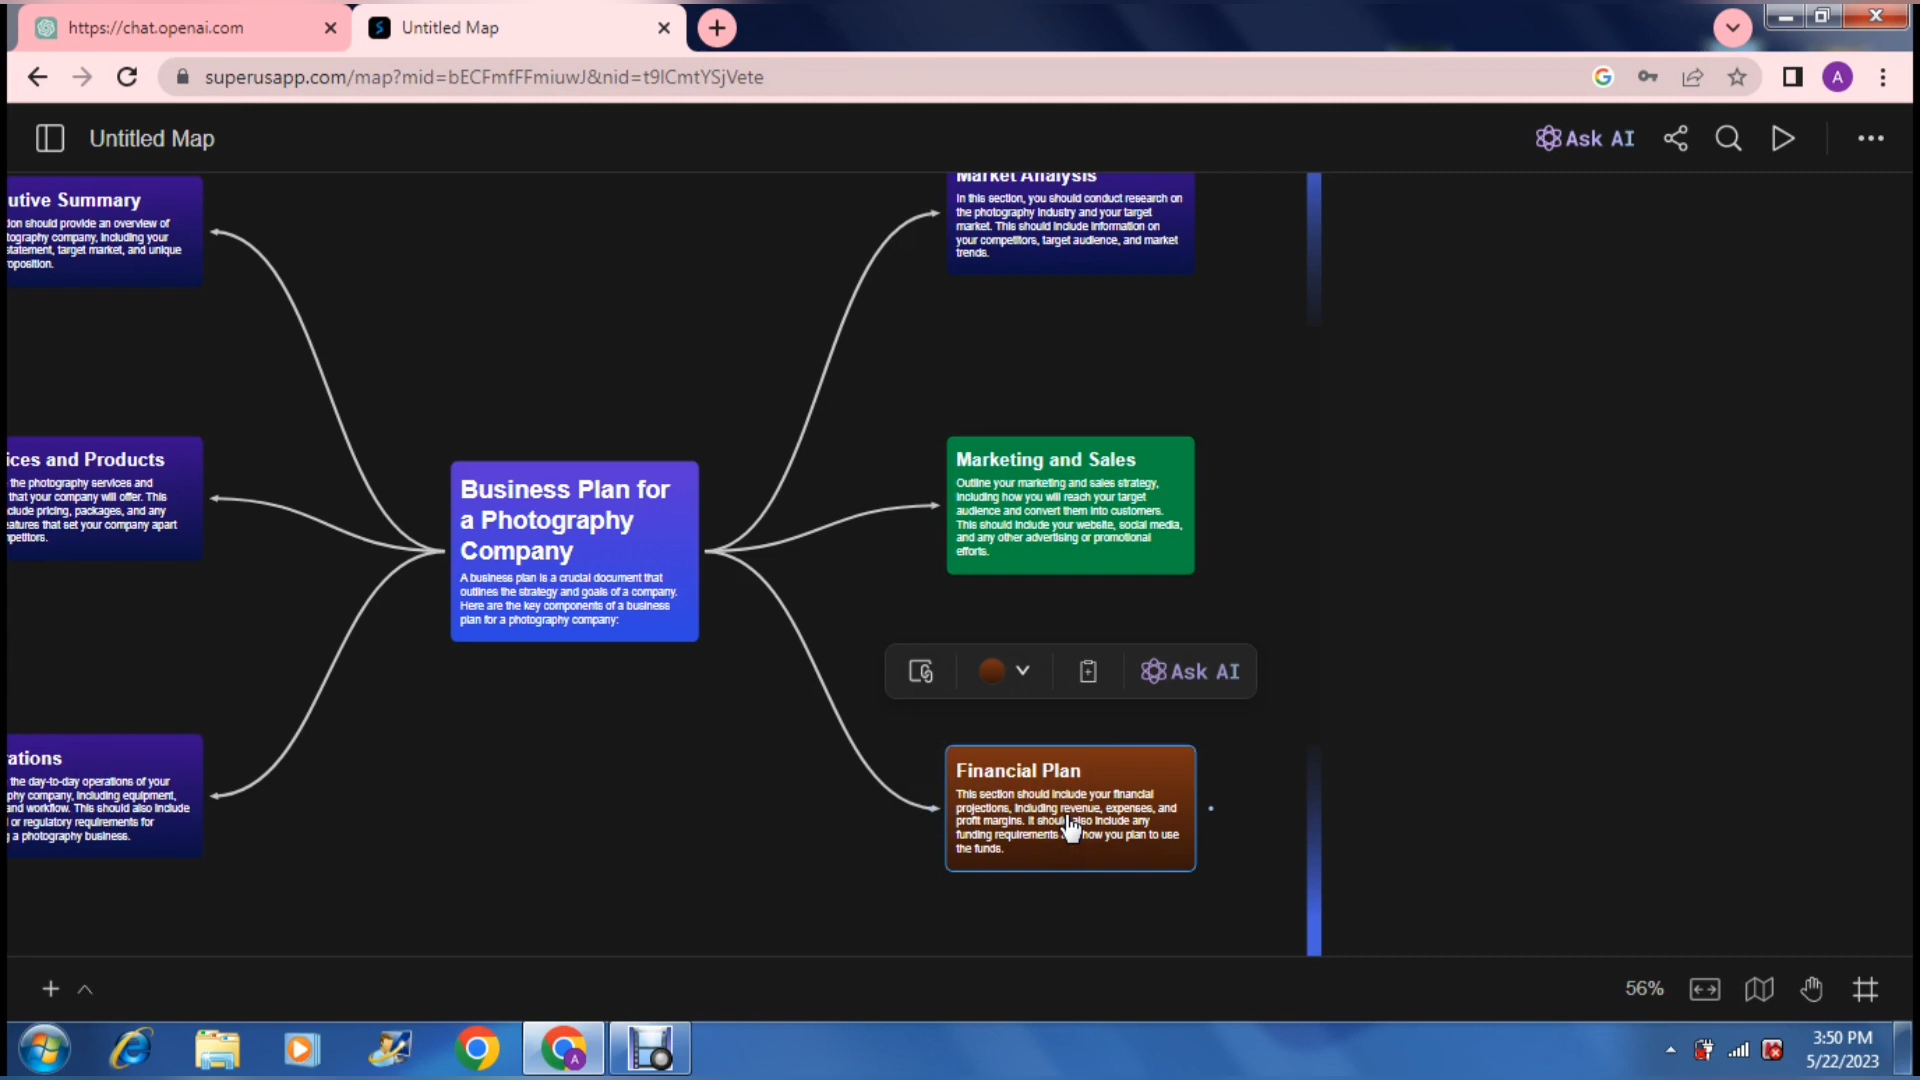 https://chat.openai.com
Untitled Map
superusapp.com/map?mid=bECFmfFFmiuwJ&nid=t9lCmtYSjVete
A
Untitled Map
Ask AI
utive Summary
ion should provide an overview of
tography company, including your
statement, target market, and unique
oposition.
Market Analysis
In this section, you should conduct research on
the photography industry and your target
market. This should include information on
your competitors, target audience, and market
trends.
ices and Products
the photography services and
that your company will offer. This
clude pricing, packages, and any
eatures that set your company apart
petitors.
Business Plan for
a Photography
Company
A business plan is a crucial document that
outlines the strategy and goals of a company.
Here are the key components of a business
plan for a photography company:
Marketing and Sales
Outline your marketing and sales strategy,
including how you will reach your target
audience and convert them into customers.
This should include your website, social media,
and any other advertising or promotional
efforts.
Ask AI
ations
the day-to-day operations of your
phy company, including equipment,
and workflow. This should also include
or regulatory requirements for
g a photography business.
Financial Plan
This section should include your financial
projections, including revenue, expenses, and
profit margins. It should also include any
funding requirements how you plan to use
the funds.
56%
A
3:50 PM
5/22/2023